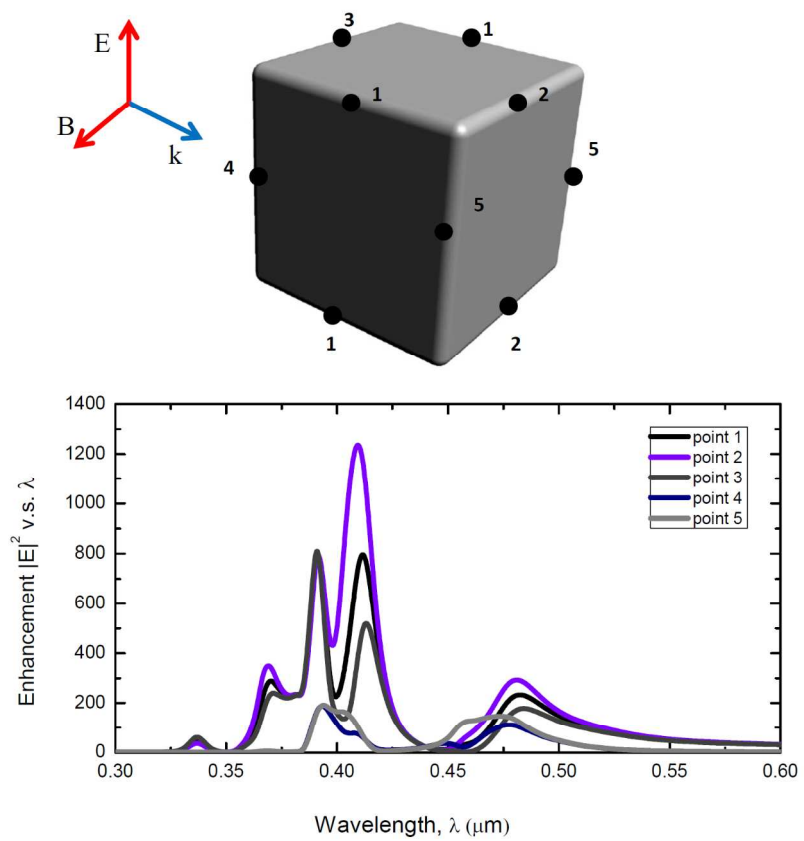 E
B
k
3
1
1
2
4
5
5
1
2
1400
1200
1000
800
600
400
200
0
Enhancement |E|² v.s. λ
point 1
point 2
point 3
point 4
point 5
0.30 0.35 0.40 0.45 0.50 0.55 0.60
Wavelength, λ (μm)